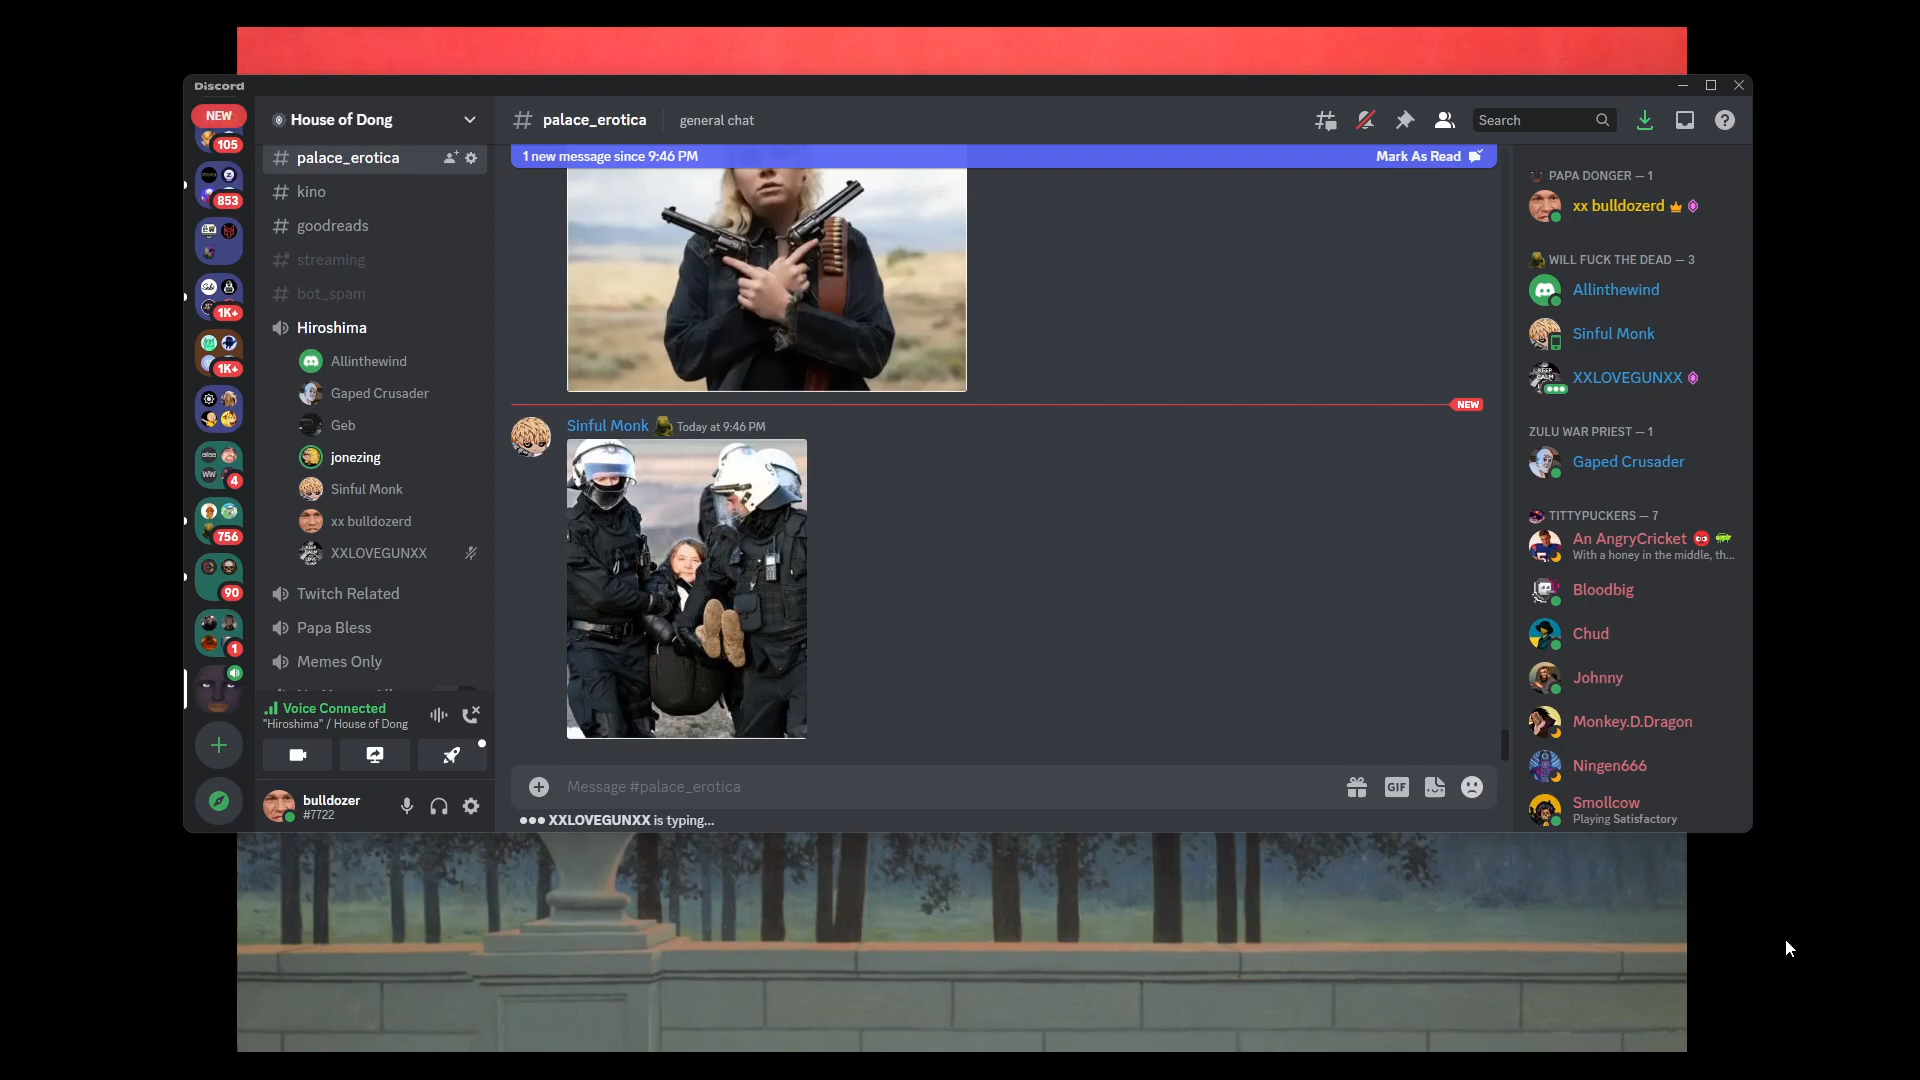 Discord
NEW
105
853
1K+
1K+
4
756
90
1
House of Dong
palace_erotica
kino
goodreads
streaming
bot_spam
Hiroshima
Allinthewind
Gaped Crusader
Geb
jonezing
Sinful Monk
xx bulldozerd
XXLOVEGUNXX
Twitch Related
Papa Bless
Memes Only
Voice Connected
"Hiroshima" / House of Dong
bulldozer
#7722
palace_erotica
general chat
Search
1 new message since 9:46 PM
Mark As Read
NEW
Sinful Monk
Today at 9:46 PM
Message #palace_erotica
GIF
XXLOVEGUNXX is typing...
PAPA DONGER — 1
xx bulldozerd
WILL FUCK THE DEAD — 3
Allinthewind
Sinful Monk
XXLOVEGUNXX
ZULU WAR PRIEST — 1
Gaped Crusader
TITTYPUCKERS — 7
An AngryCricket
With a honey in the middle, th...
Bloodbig
Chud
Johnny
Monkey.D.Dragon
Ningen666
Smollcow
Playing Satisfactory